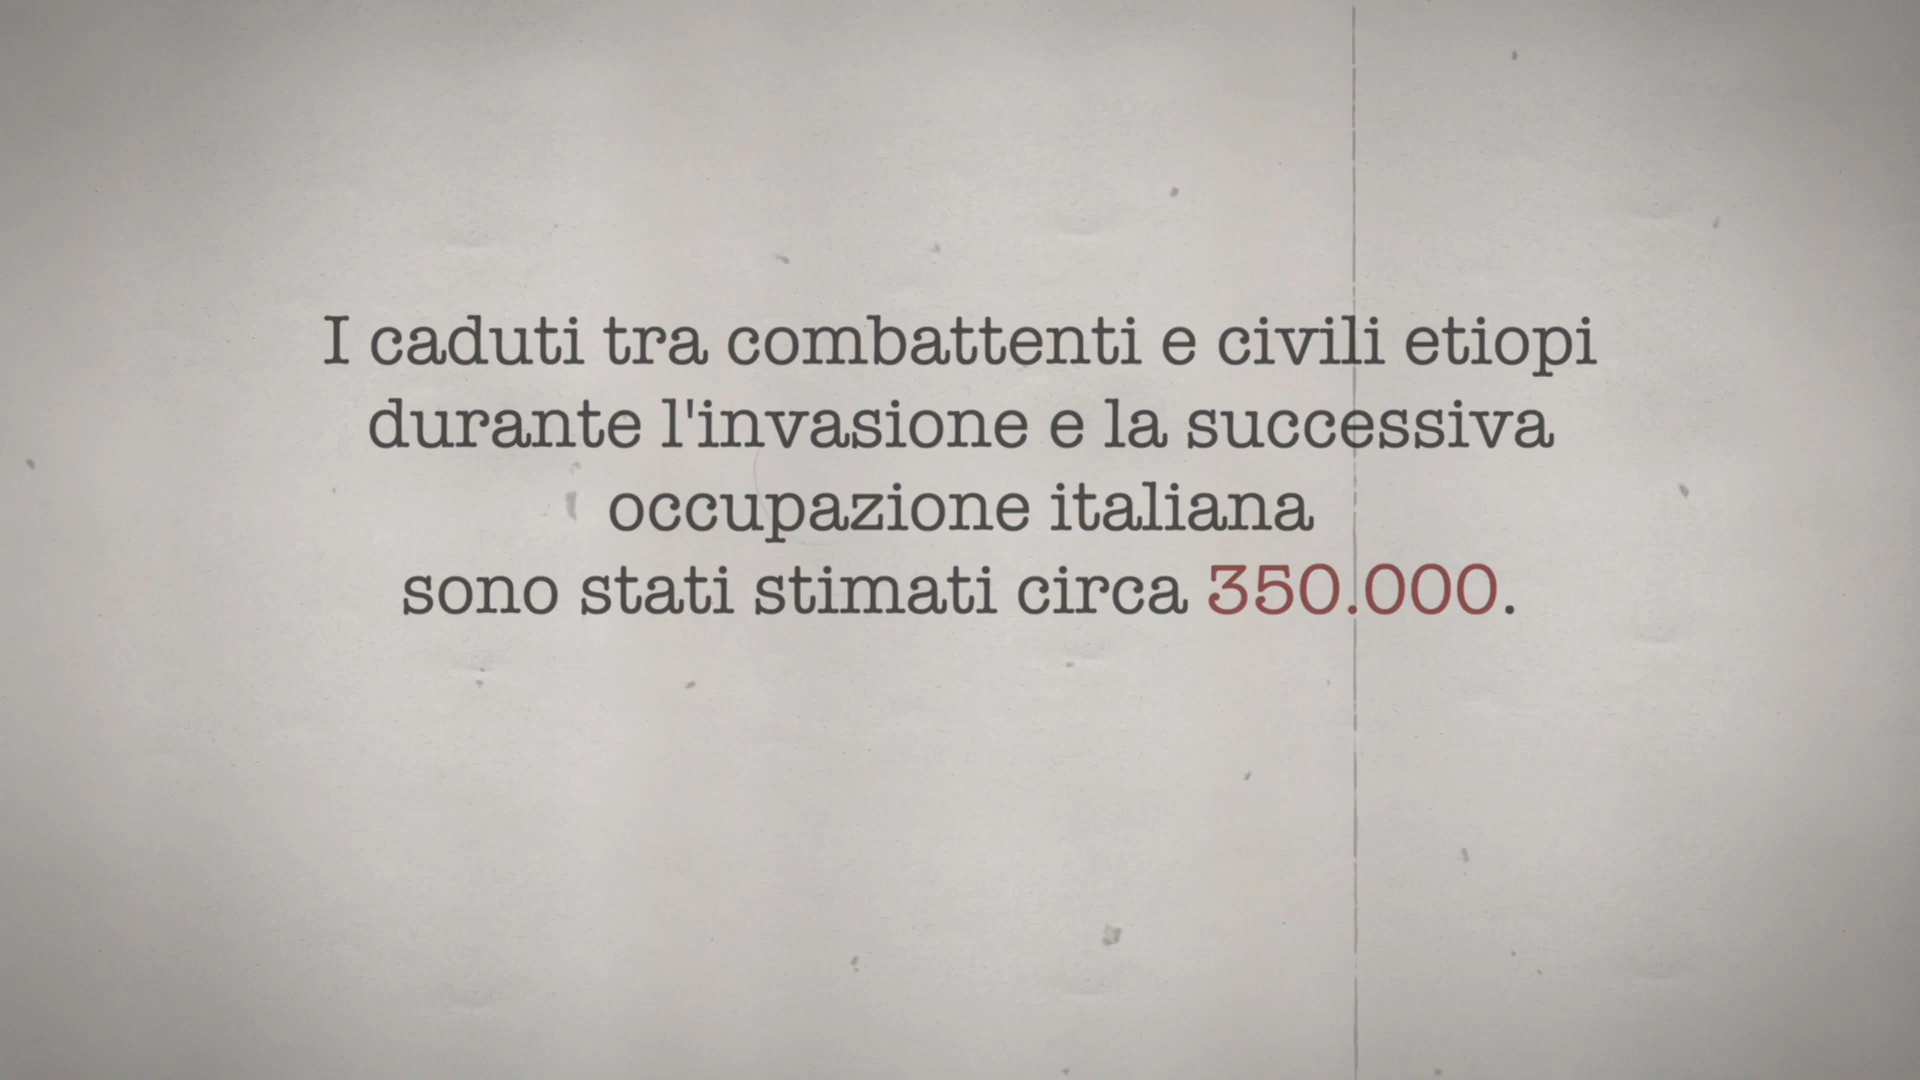 I caduti tra combattenti e civili etiopi
durante l'invasione e la successiva
occupazione italiana
sono stati stimati circa 350.000.